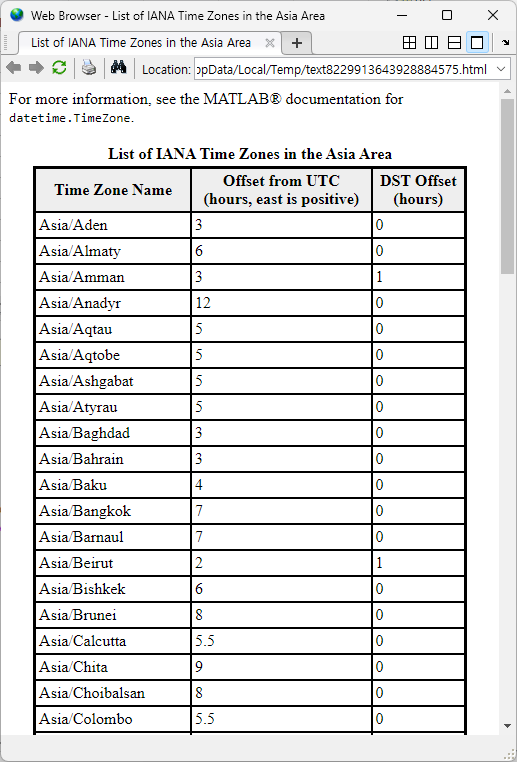 Web Browser - List of IANA Time Zones in the Asia Area
List of IANA Time Zones in the Asia Area
Location: ppData/Local/Temp/text8229913643928884575.html
For more information, see the MATLAB® documentation for
datetime.TimeZone.
List of IANA Time Zones in the Asia Area
Time Zone Name Offset from UTC (hours, east is positive) DST Offset (hours)
Asia/Aden 3 0
Asia/Almaty 6 0
Asia/Amman 3 1
Asia/Anadyr 12 0
Asia/Aqtau 5 0
Asia/Aqtobe 5 0
Asia/Ashgabat 5 0
Asia/Atyrau 5 0
Asia/Baghdad 3 0
Asia/Bahrain 3 0
Asia/Baku 4 0
Asia/Bangkok 7 0
Asia/Barnaul 7 0
Asia/Beirut 2 1
Asia/Bishkek 6 0
Asia/Brunei 8 0
Asia/Calcutta 5.5 0
Asia/Chita 9 0
Asia/Choibalsan 8 0
Asia/Colombo 5.5 0